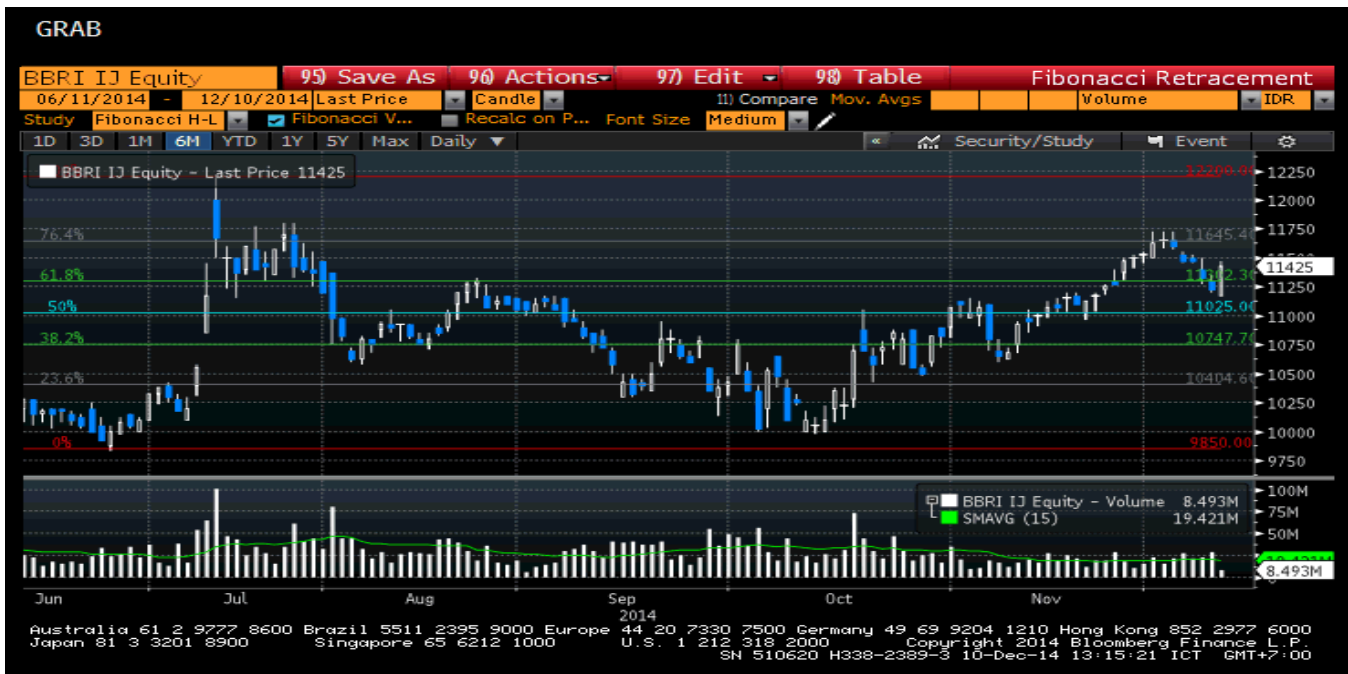 GRAB
BBRI IJ Equity 95) Save As 96) Actions 97) Edit 98) Table Fibonacci Retracement
06/11/2014 - 12/10/2014 Last Price Candle 11) Compare Mov. Avgs Volume IDR
Study Fibonacci H-L Fibonacci V... Recalc on P... Font Size Medium
1D 3D 1M 6M YTD 1Y 5Y Max Daily ▼ « Security/Study Event
BBRI IJ Equity - Last Price 11425
12200.00
12250
12000
76.4% 11645.40 11750
11425
61.8% 11250
50% 11025.00 11000
38.2% 10747.70 10750
23.6% 10404.60 10500
10250
10000
0% 9850.00
9750
100M
BBRI IJ Equity - Volume 8.493M
SMAVG (15) 19.421M
75M
50M
8.493M
Jun Jul Aug Sep Oct Nov
2014
Australia 61 2 9777 8600 Brazil 5511 2395 9000 Europe 44 20 7330 7500 Germany 49 69 9204 1210 Hong Kong 852 2977 6000
Japan 81 3 3201 8900 Singapore 65 6212 1000 U.S. 1 212 318 2000 Copyright 2014 Bloomberg Finance L.P.
SN 510620 H338-2389-3 10-Dec-14 13:15:21 ICT GMT+7:00